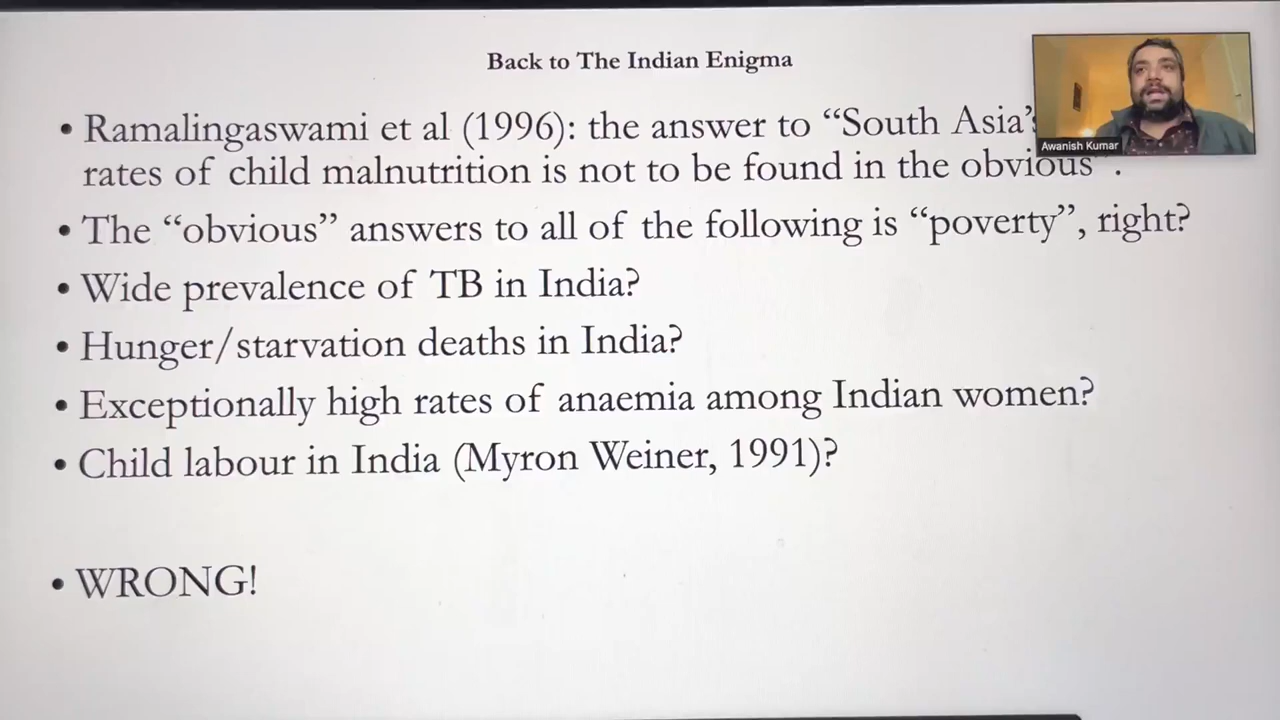 Back to The Indian Enigma
• Ramalingaswami et al (1996): the answer to “South Asia’s
rates of child malnutrition is not to be found in the obvious”.
• The “obvious” answers to all of the following is “poverty”, right?
• Wide prevalence of TB in India?
• Hunger/starvation deaths in India?
• Exceptionally high rates of anaemia among Indian women?
• Child labour in India (Myron Weiner, 1991)?
• WRONG!
Awanish Kumar